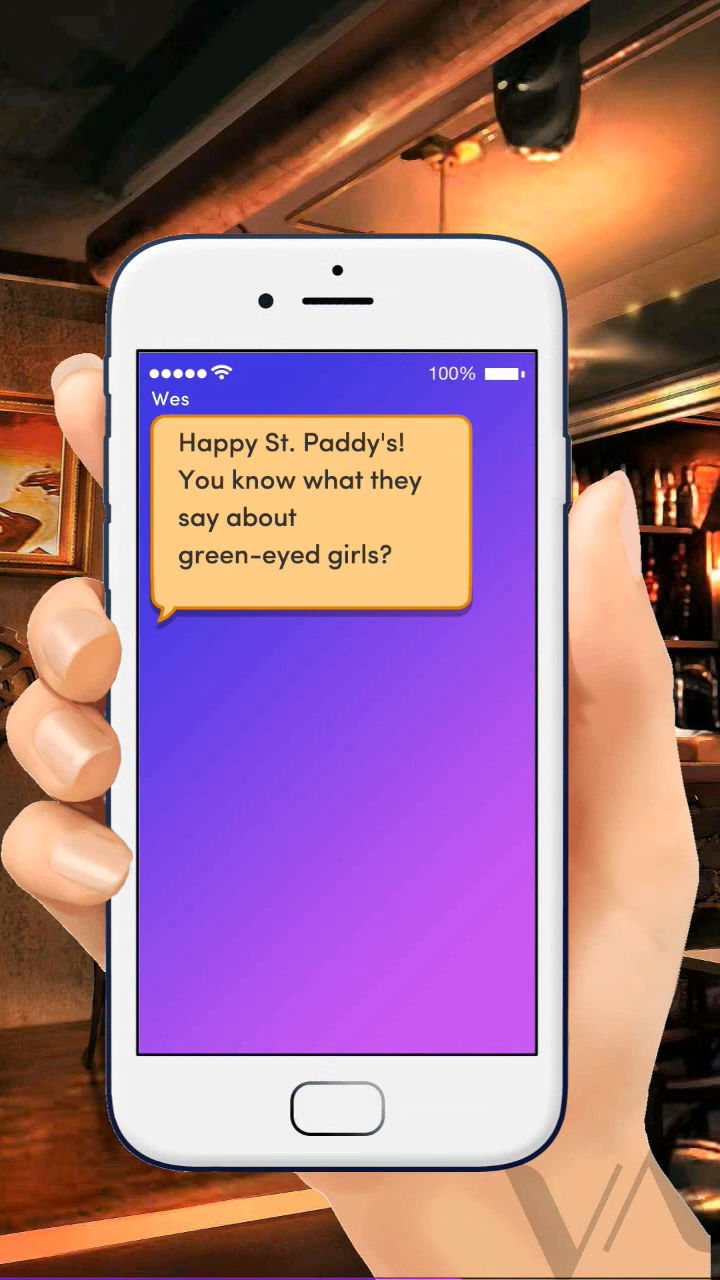 100%
Wes
Happy St. Paddy's!
You know what they
say about
green-eyed girls?